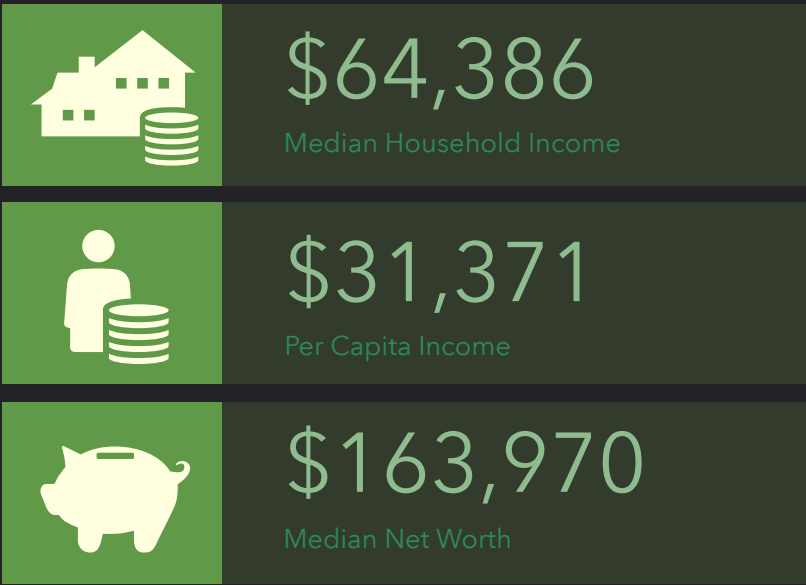 $64,386
Median Household Income
$31,371
Per Capita Income
$163,970
Median Net Worth